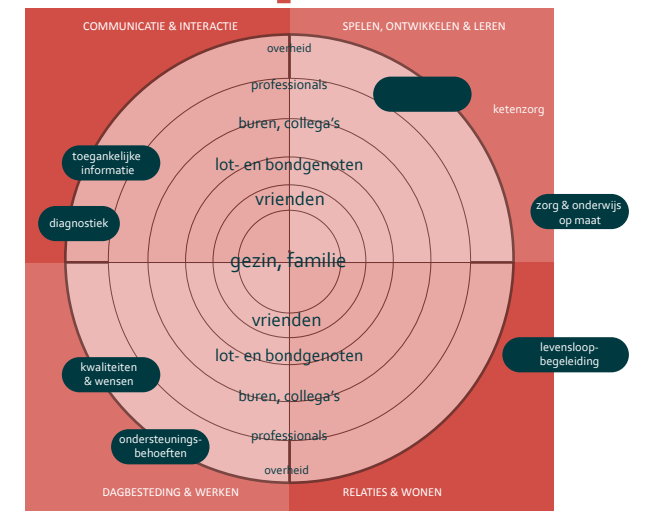 COMMUNICATIE & INTERACTIE
SPELEN, ONTWIKKELEN & LEREN
overheid
professionals
ketenzorg
buren, collega's
toegankelijke
informatie
lot- en bondgenoten
vrienden
zorg & onderwijs
op maat
diagnostiek
gezin, familie
vrienden
levensloop-
begeleiding
lot- en bondgenoten
kwaliteiten
& wensen
buren, collega's
professionals
ondersteunings-
behoeften
overheid
DAGBESTEDING & WERKEN
RELATIES & WONEN